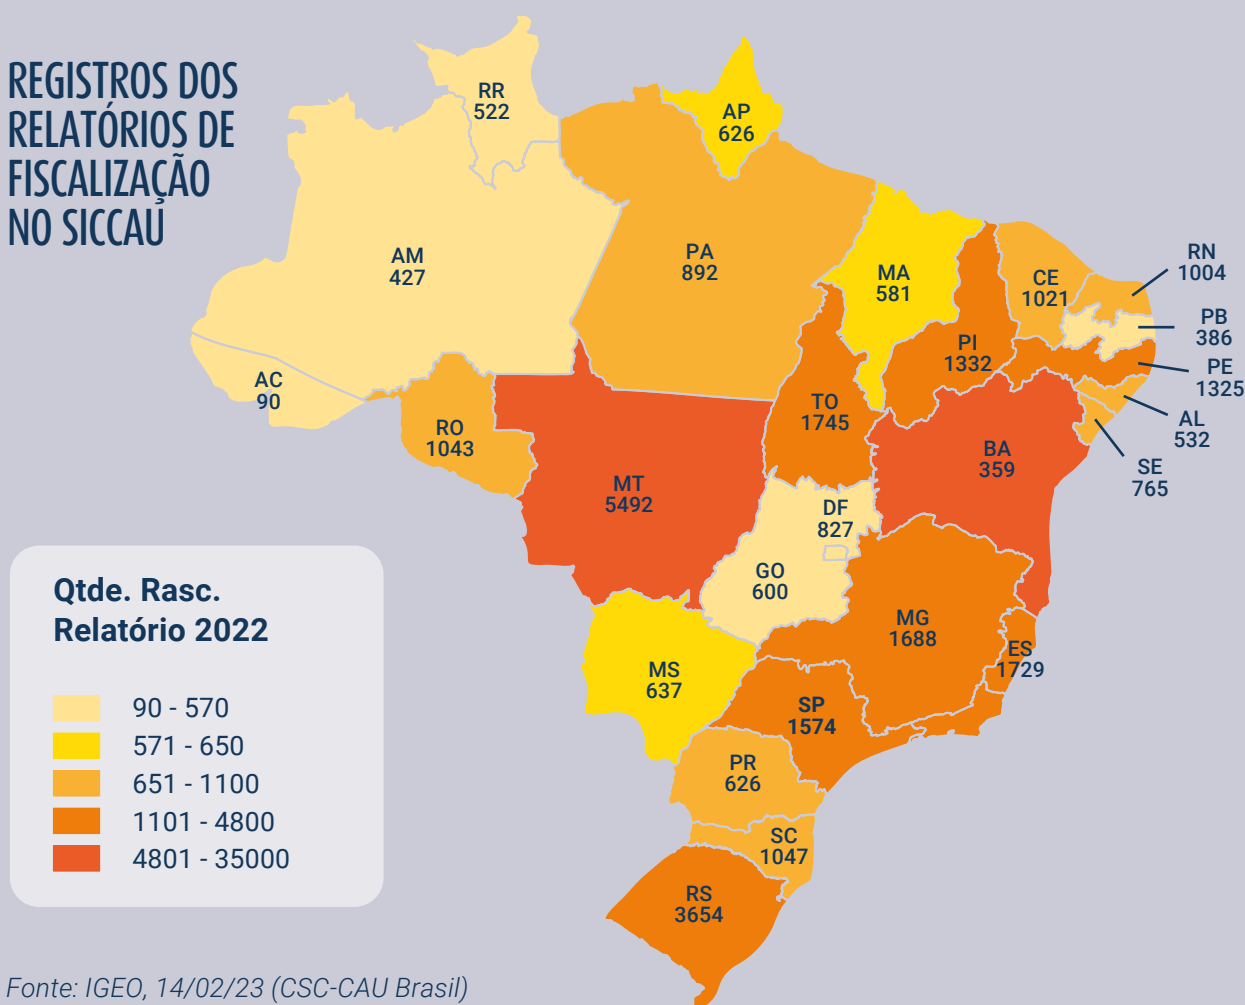 REGISTROS DOS
RELATÓRIOS DE
FISCALIZAÇÃO
NO SICCAU
RR
522
AP
626
AM
427
PA
892
MA
581
CE
1021
RN
1004
PB
386
PI
1332
PE
1325
AC
90
TO
1745
AL
532
RO
1043
BA
359
SE
765
MT
5492
DF
827
GO
600
MG
1688
ES
1729
MS
637
SP
1574
PR
626
SC
1047
RS
3654
Qtde. Rasc.
Relatório 2022
90 - 570
571 - 650
651 - 1100
1101 - 4800
4801 - 35000
Fonte: IGEO, 14/02/23 (CSC-CAU Brasil)